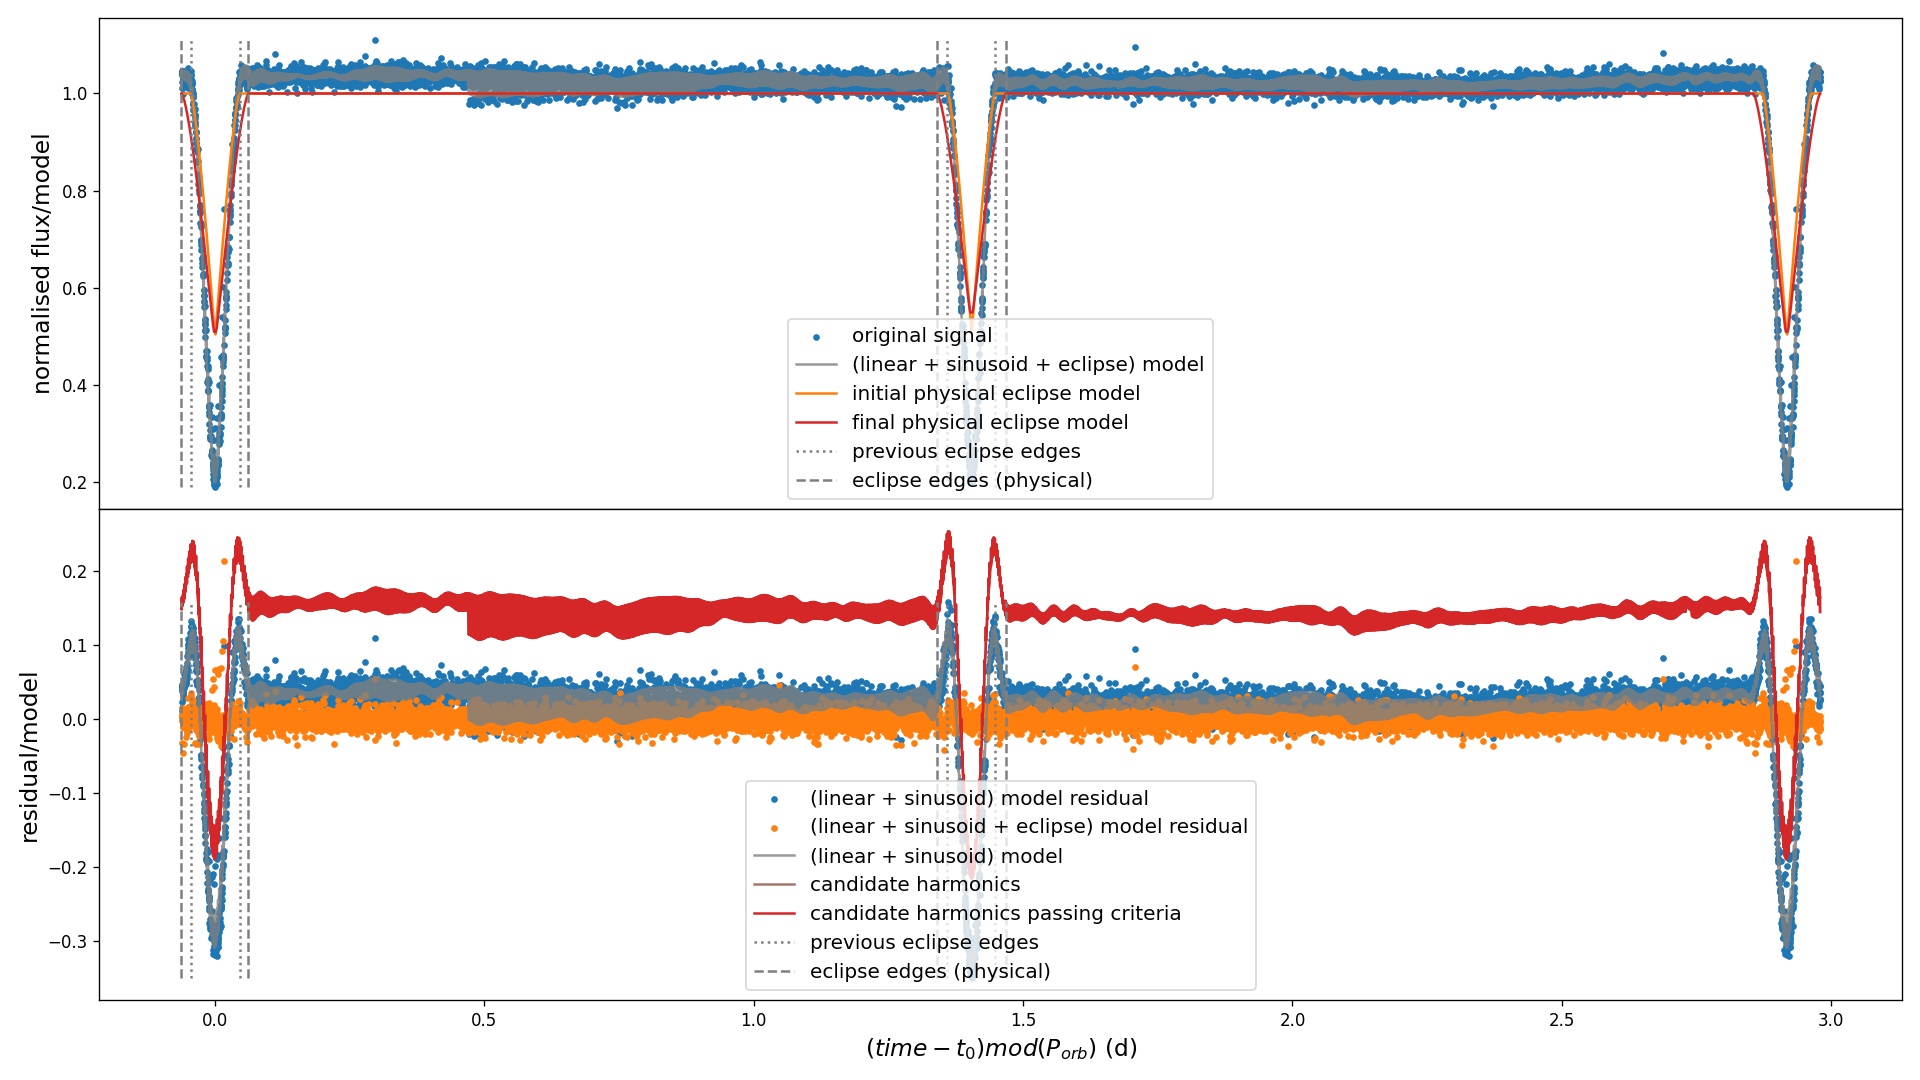 normalised flux/model
1.0
0.8
0.6
0.4
0.2
original signal
(linear + sinusoid + eclipse) model
initial physical eclipse model
final physical eclipse model
previous eclipse edges
eclipse edges (physical)
residual/model
0.2
0.1
0.0
−0.1
−0.2
−0.3
(linear + sinusoid) model residual
(linear + sinusoid + eclipse) model residual
(linear + sinusoid) model
candidate harmonics
candidate harmonics passing criteria
previous eclipse edges
eclipse edges (physical)
0.0 0.5 1.0 1.5 2.0 2.5 3.0
(time − t₀)mod(P_orb) (d)